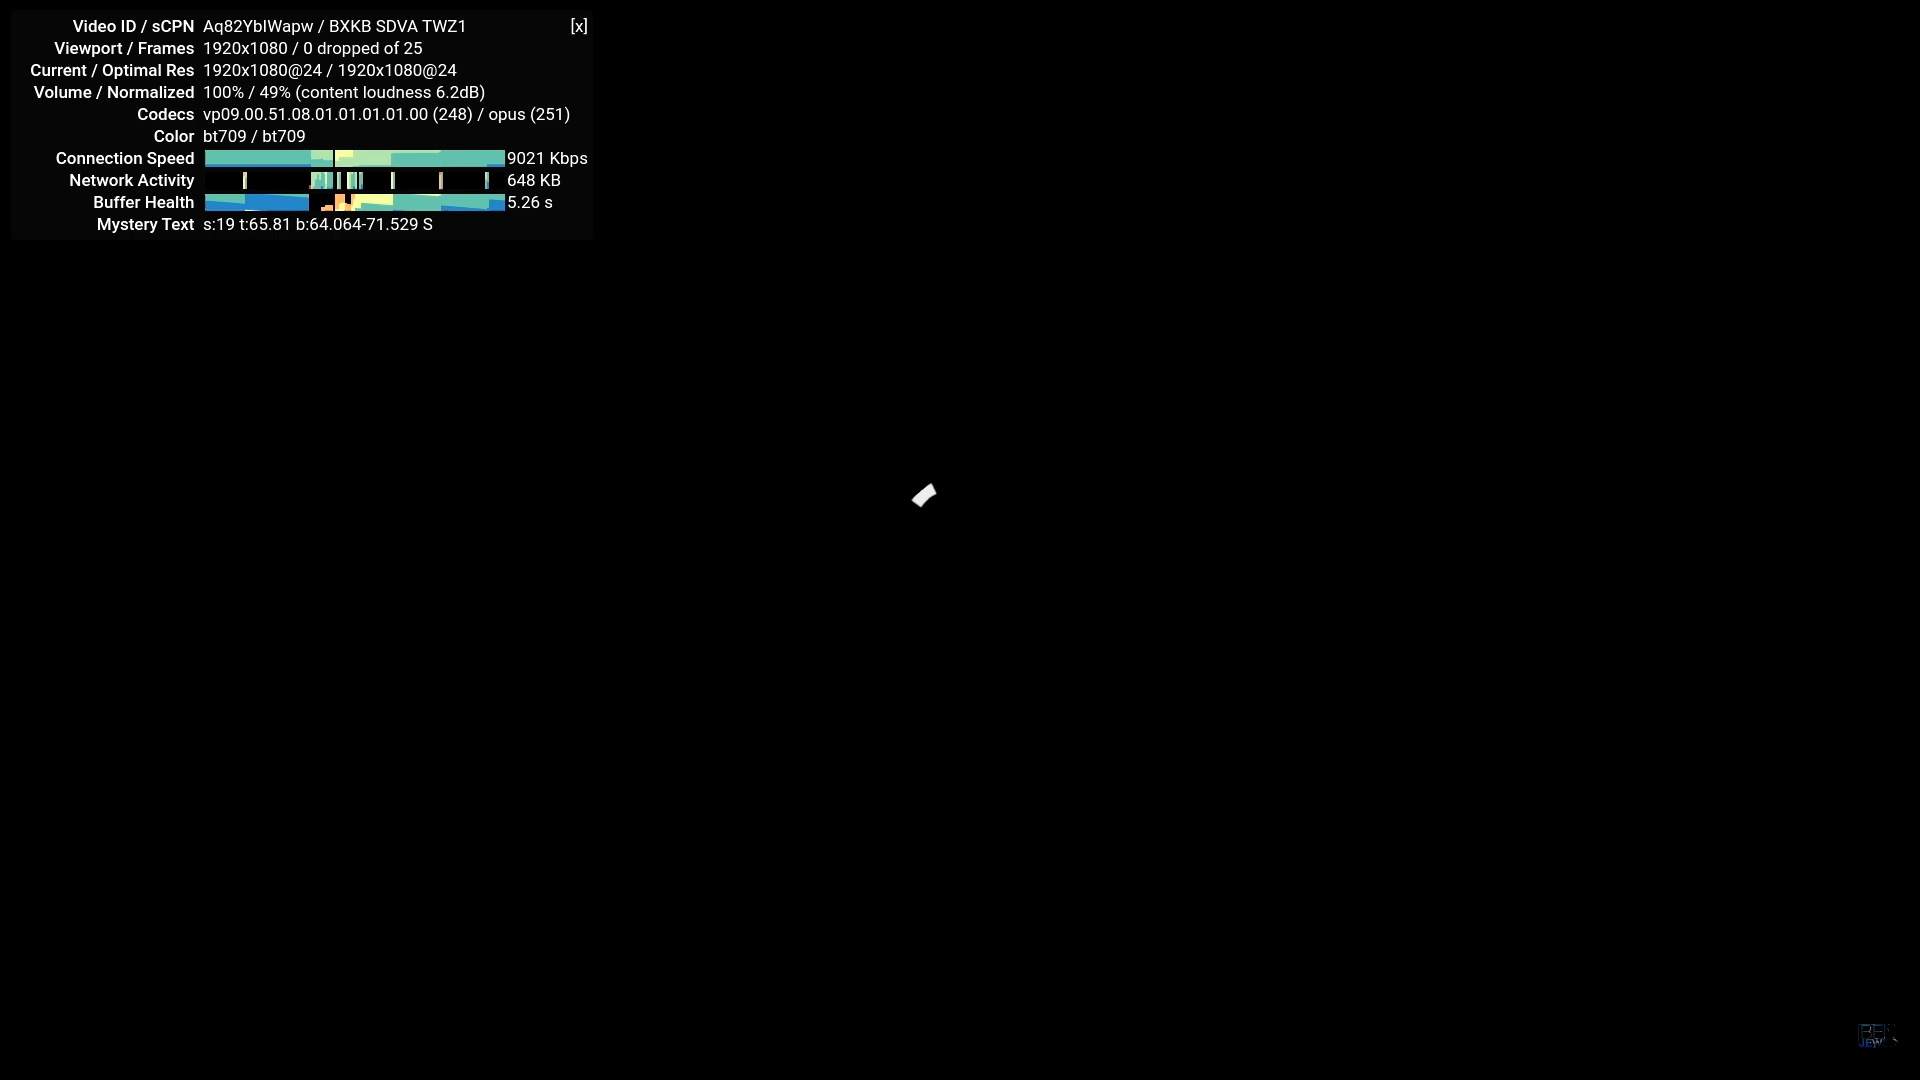 Video ID / sCPN Aq82YbIWapw / BXKB SDVA TWZ1 [x]
Viewport / Frames 1920x1080 / 0 dropped of 25
Current / Optimal Res 1920x1080@24 / 1920x1080@24
Volume / Normalized 100% / 49% (content loudness 6.2dB)
Codecs vp09.00.51.08.01.01.01.01.00 (248) / opus (251)
Color bt709 / bt709
Connection Speed 9021 Kbps
Network Activity 648 KB
Buffer Health 5.26 s
Mystery Text s:19 t:65.81 b:64.064-71.529 S